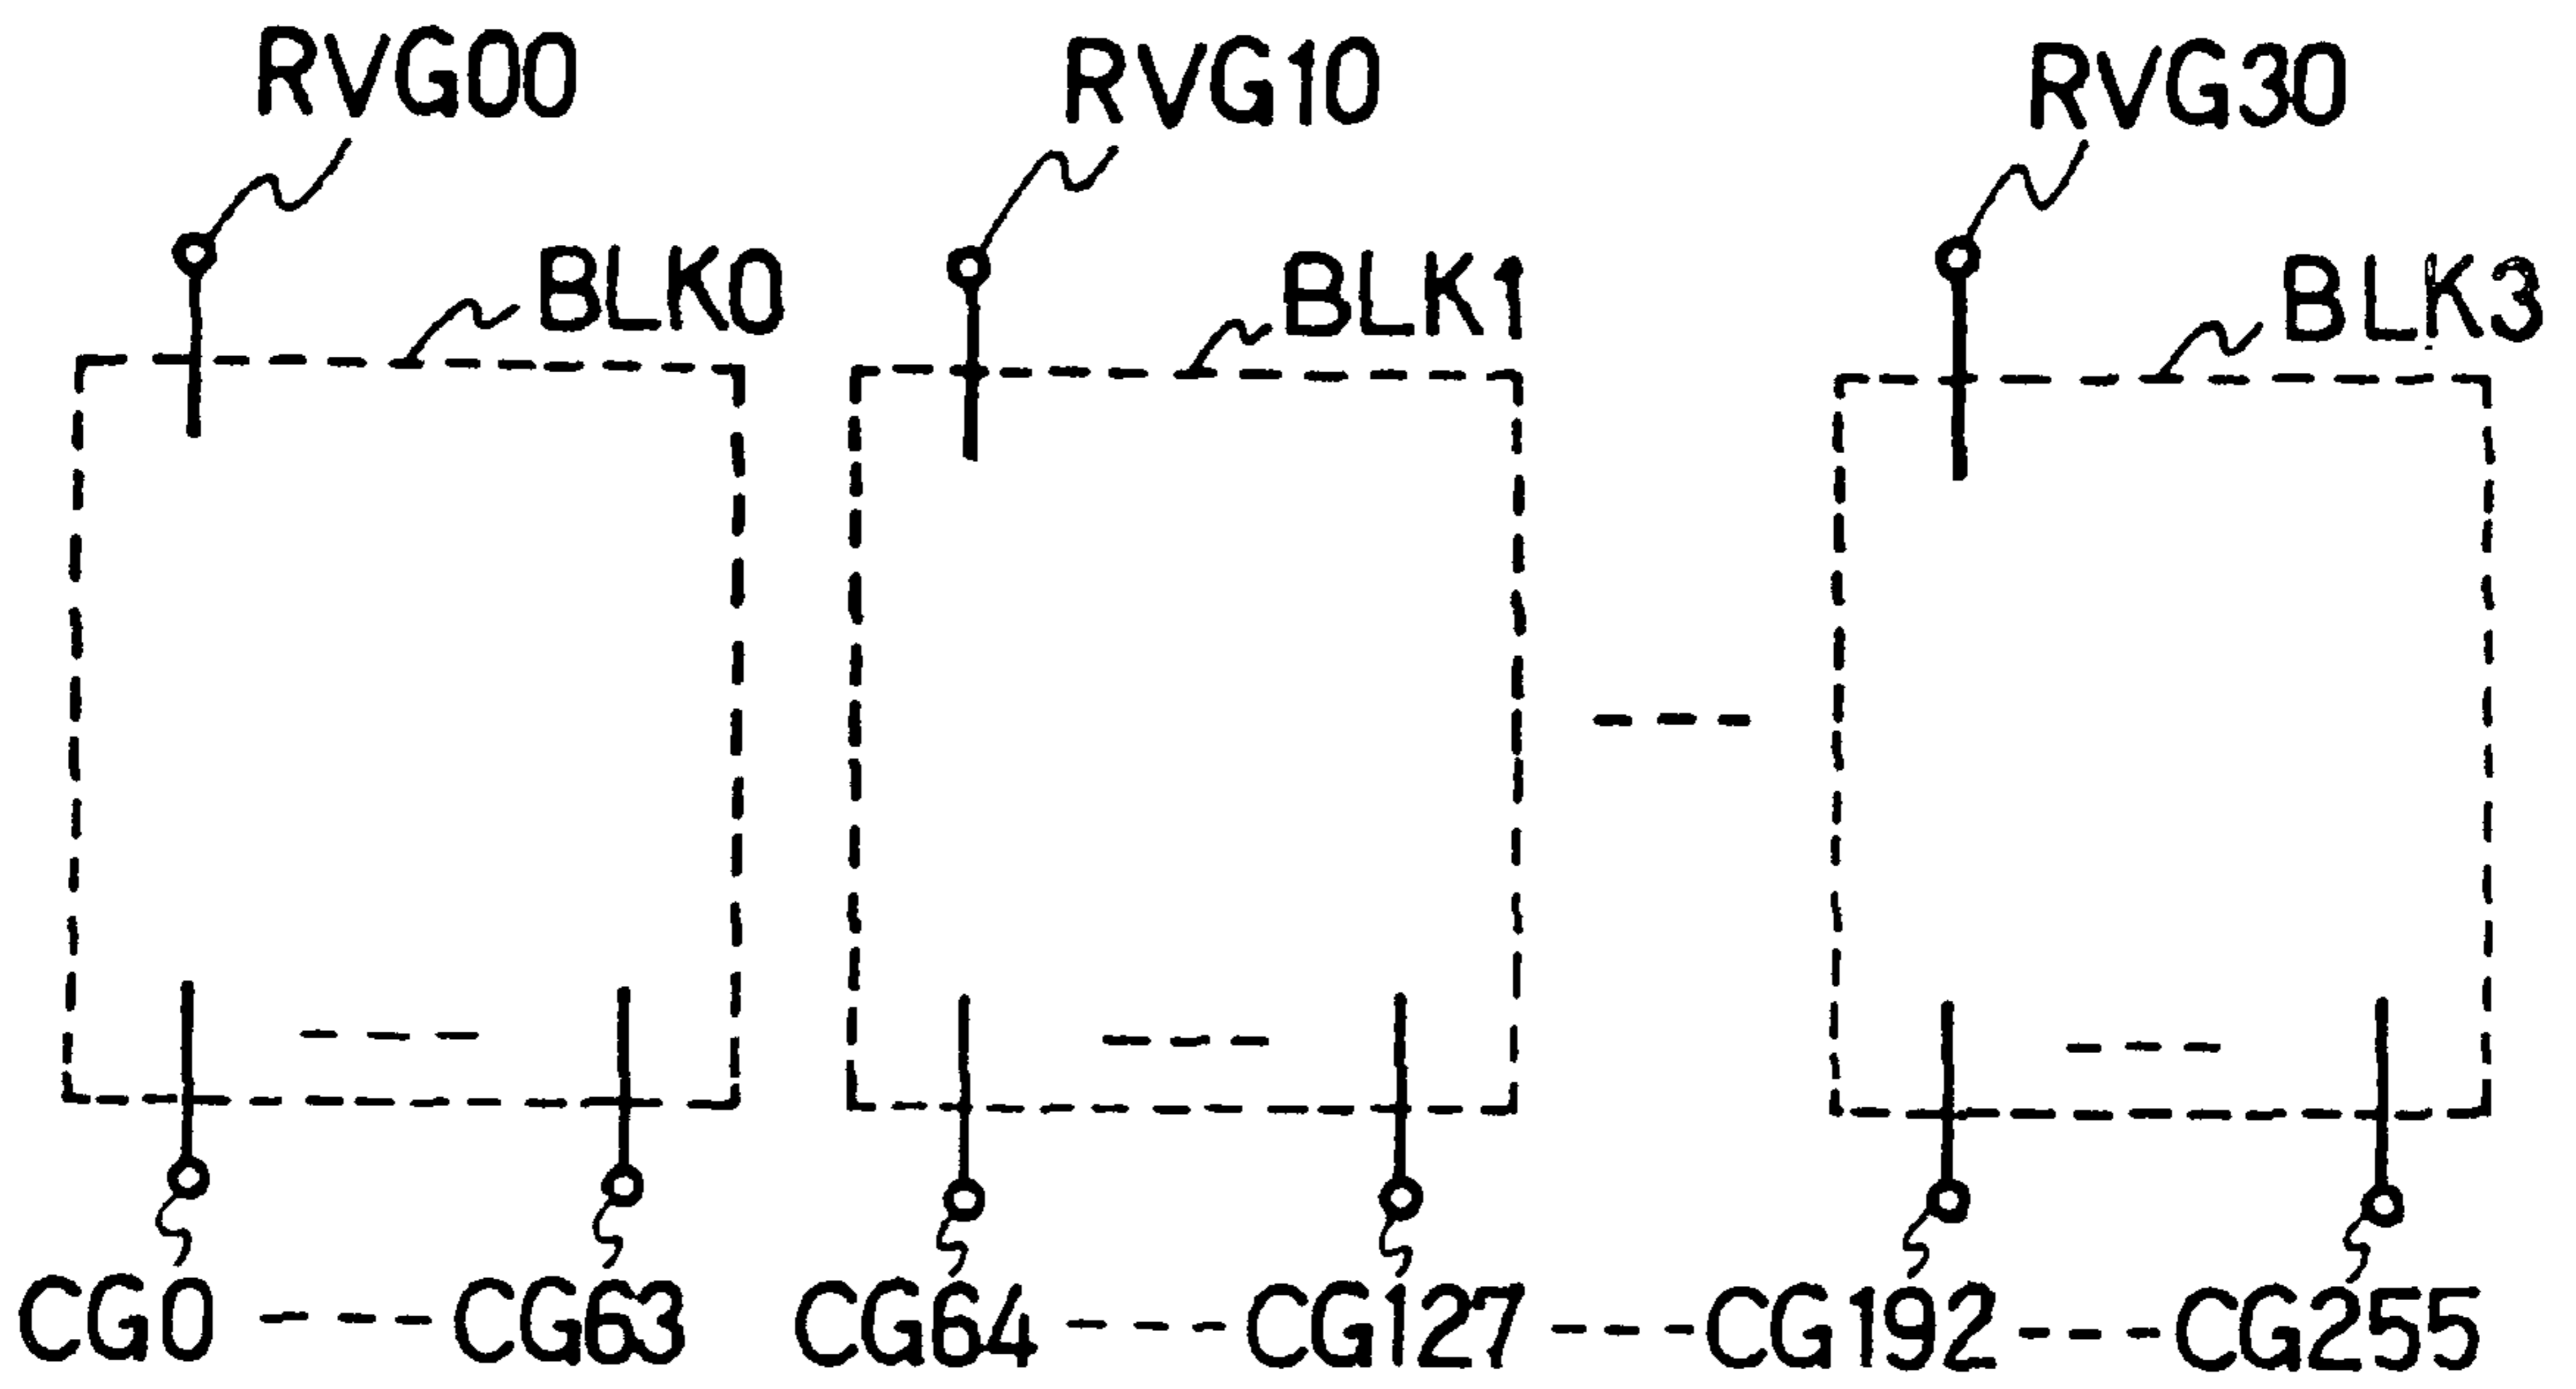 RVG00 RVG10 RVG30
BLK0 BLK1 BLK3
CG0 --- CG63 CG64 --- CG127 --- CG192 --- CG255